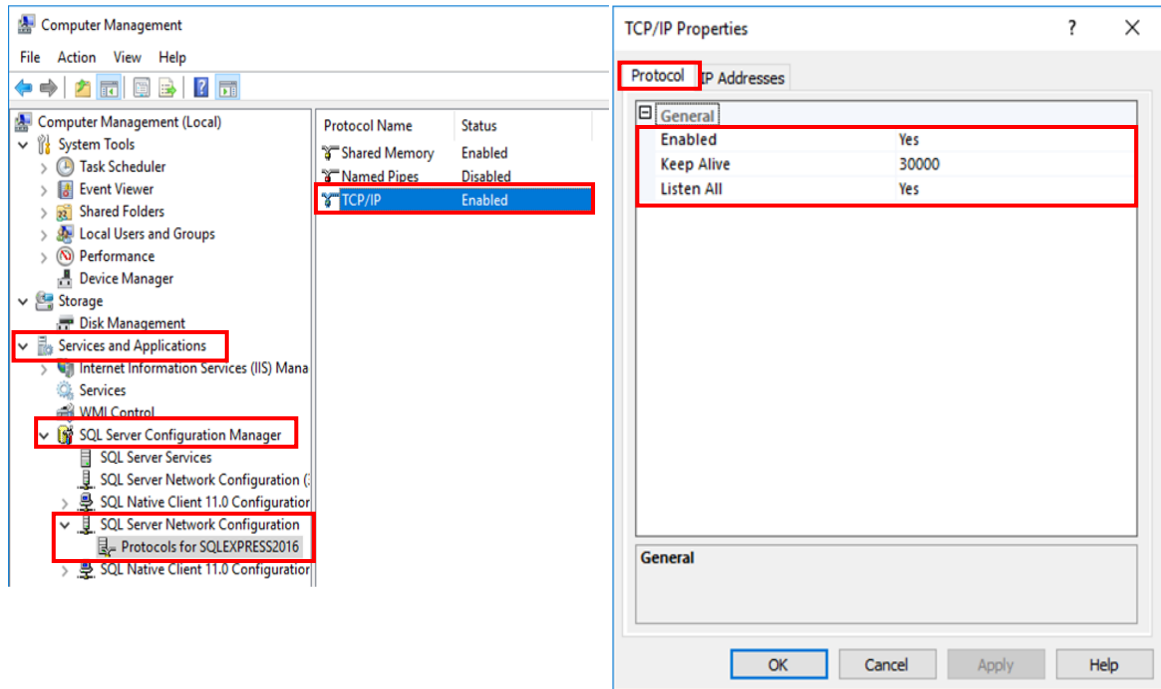 Computer Management
File Action View Help
Computer Management (Local)
System Tools
Task Scheduler
Event Viewer
Shared Folders
Local Users and Groups
Performance
Device Manager
Storage
Disk Management
Services and Applications
Internet Information Services (IIS) Mana
Services
WMI Control
SQL Server Configuration Manager
SQL Server Services
SQL Server Network Configuration (
SQL Native Client 11.0 Configuration
SQL Server Network Configuration
Protocols for SQLEXPRESS2016
SQL Native Client 11.0 Configuration
Protocol Name Status
Shared Memory Enabled
Named Pipes Disabled
TCP/IP Enabled
TCP/IP Properties ?
Protocol IP Addresses
General
Enabled Yes
Keep Alive 30000
Listen All Yes
General
OK Cancel Apply Help